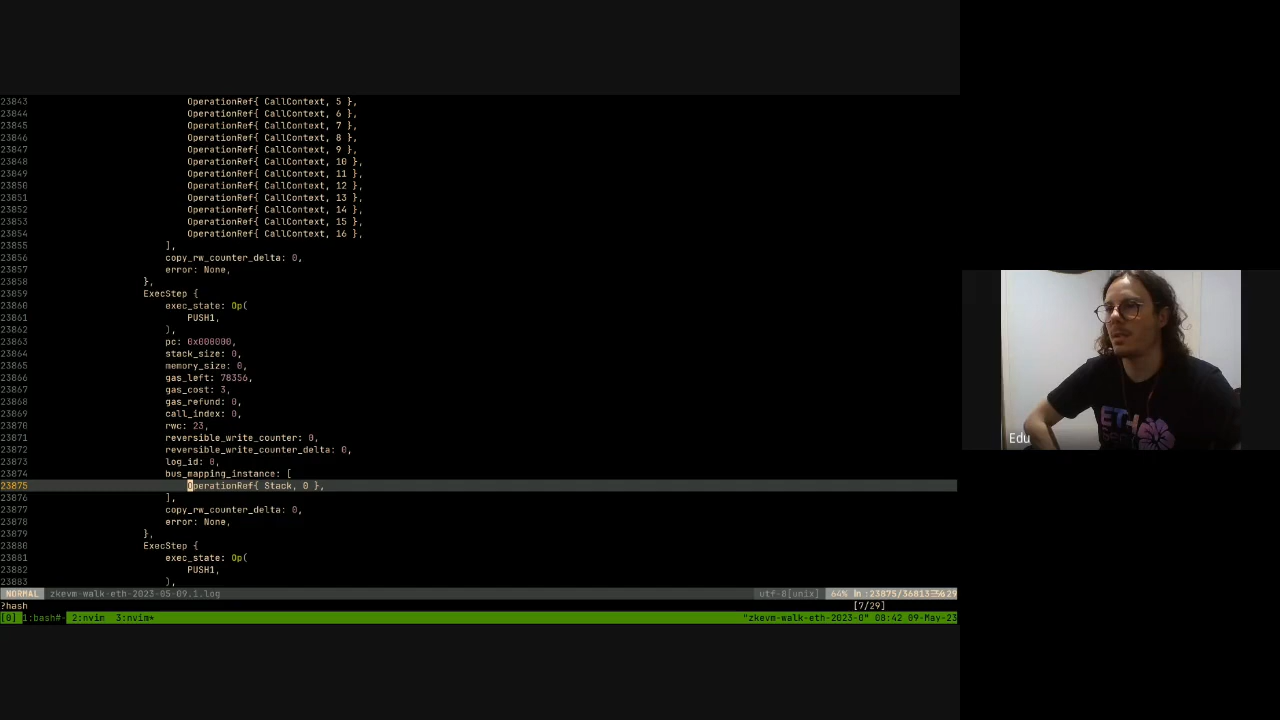 23843 OperationRef{ CallContext, 5 },
23844 OperationRef{ CallContext, 6 },
23845 OperationRef{ CallContext, 7 },
23846 OperationRef{ CallContext, 8 },
23847 OperationRef{ CallContext, 9 },
23848 OperationRef{ CallContext, 10 },
23849 OperationRef{ CallContext, 11 },
23850 OperationRef{ CallContext, 12 },
23851 OperationRef{ CallContext, 13 },
23852 OperationRef{ CallContext, 14 },
23853 OperationRef{ CallContext, 15 },
23854 OperationRef{ CallContext, 16 },
23855 ],
23856 copy_rw_counter_delta: 0,
23857 error: None,
23858 },
23859 ExecStep {
23860 exec_state: Op(
23861 PUSH1,
23862 ),
23863 pc: 0x000000,
23864 stack_size: 0,
23865 memory_size: 0,
23866 gas_left: 78356,
23867 gas_cost: 3,
23868 gas_refund: 0,
23869 call_index: 0,
23870 rwc: 23,
23871 reversible_write_counter: 0,
23872 reversible_write_counter_delta: 0,
23873 log_id: 0,
23874 bus_mapping_instance: [
23875 OperationRef{ Stack, 0 },
23876 ],
23877 copy_rw_counter_delta: 0,
23878 error: None,
23879 },
23880 ExecStep {
23881 exec_state: Op(
23882 PUSH1,
23883 ),
NORMAL zkevm-walk-eth-2023-05-09.1.log utf-8[unix] 64% ln :23875/36813
?hash [7/29]
[0] 1:bash#- 2:nvim 3:nvim* "zkevm-walk-eth-2023-0" 08:42 09-May-23
Edu
ETH